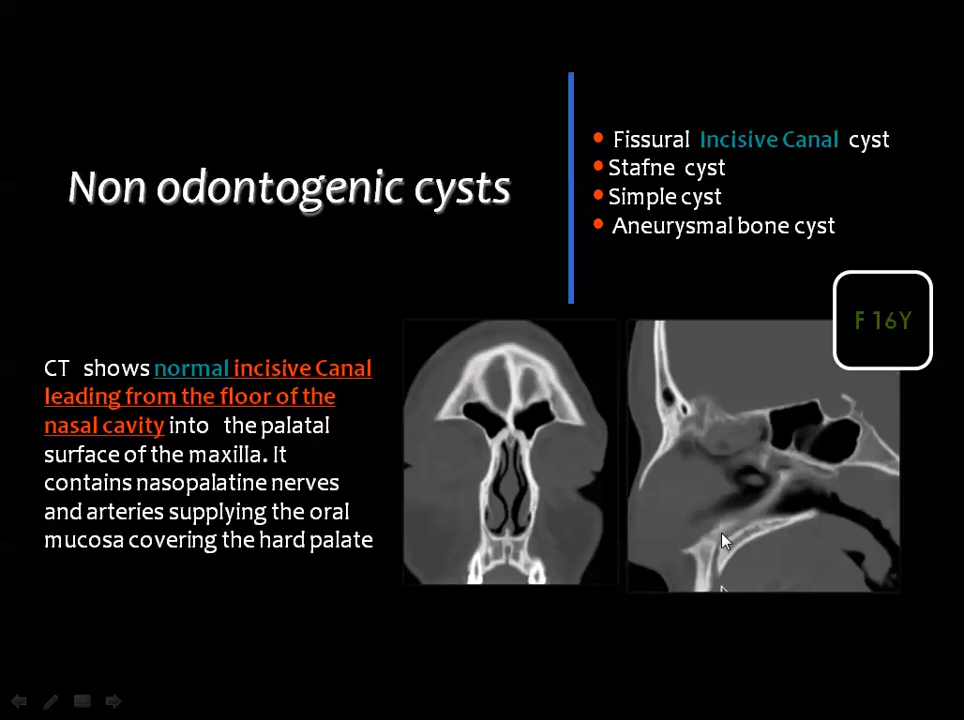 Non odontogenic cysts
• Fissural Incisive Canal cyst
• Stafne cyst
• Simple cyst
• Aneurysmal bone cyst
F 16Y
CT shows normal incisive Canal
leading from the floor of the
nasal cavity into the palatal
surface of the maxilla. It
contains nasopalatine nerves
and arteries supplying the oral
mucosa covering the hard palate